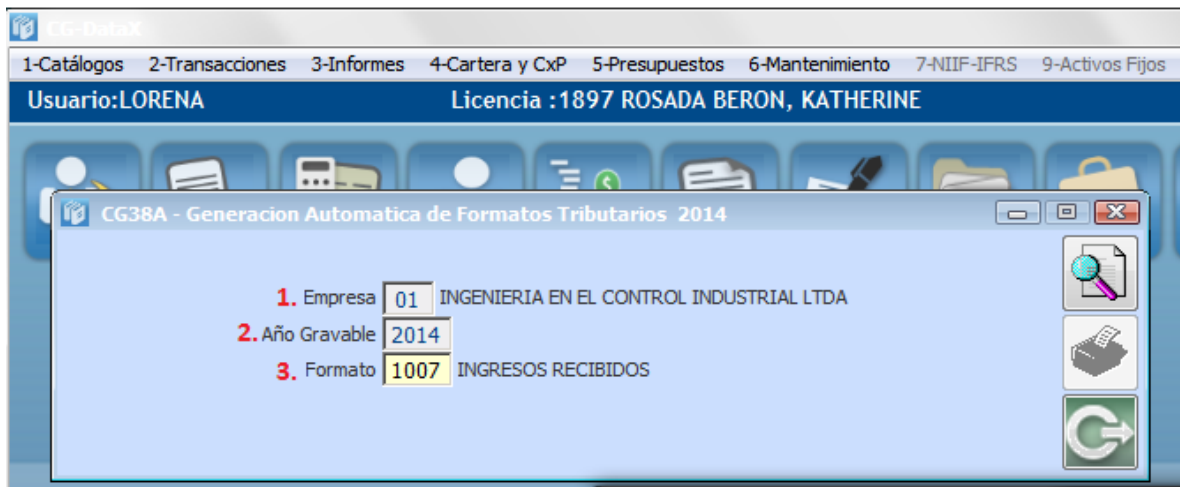 CG-DataX
1-Catálogos 2-Transacciones 3-Informes 4-Cartera y CxP 5-Presupuestos 6-Mantenimiento 7-NIIF-IFRS 9-Activos Fijos
Usuario:LORENA Licencia :1897 ROSADA BERON, KATHERINE
CG38A - Generacion Automatica de Formatos Tributarios 2014
1. Empresa 01 INGENIERIA EN EL CONTROL INDUSTRIAL LTDA
2. Año Gravable 2014
3. Formato 1007 INGRESOS RECIBIDOS